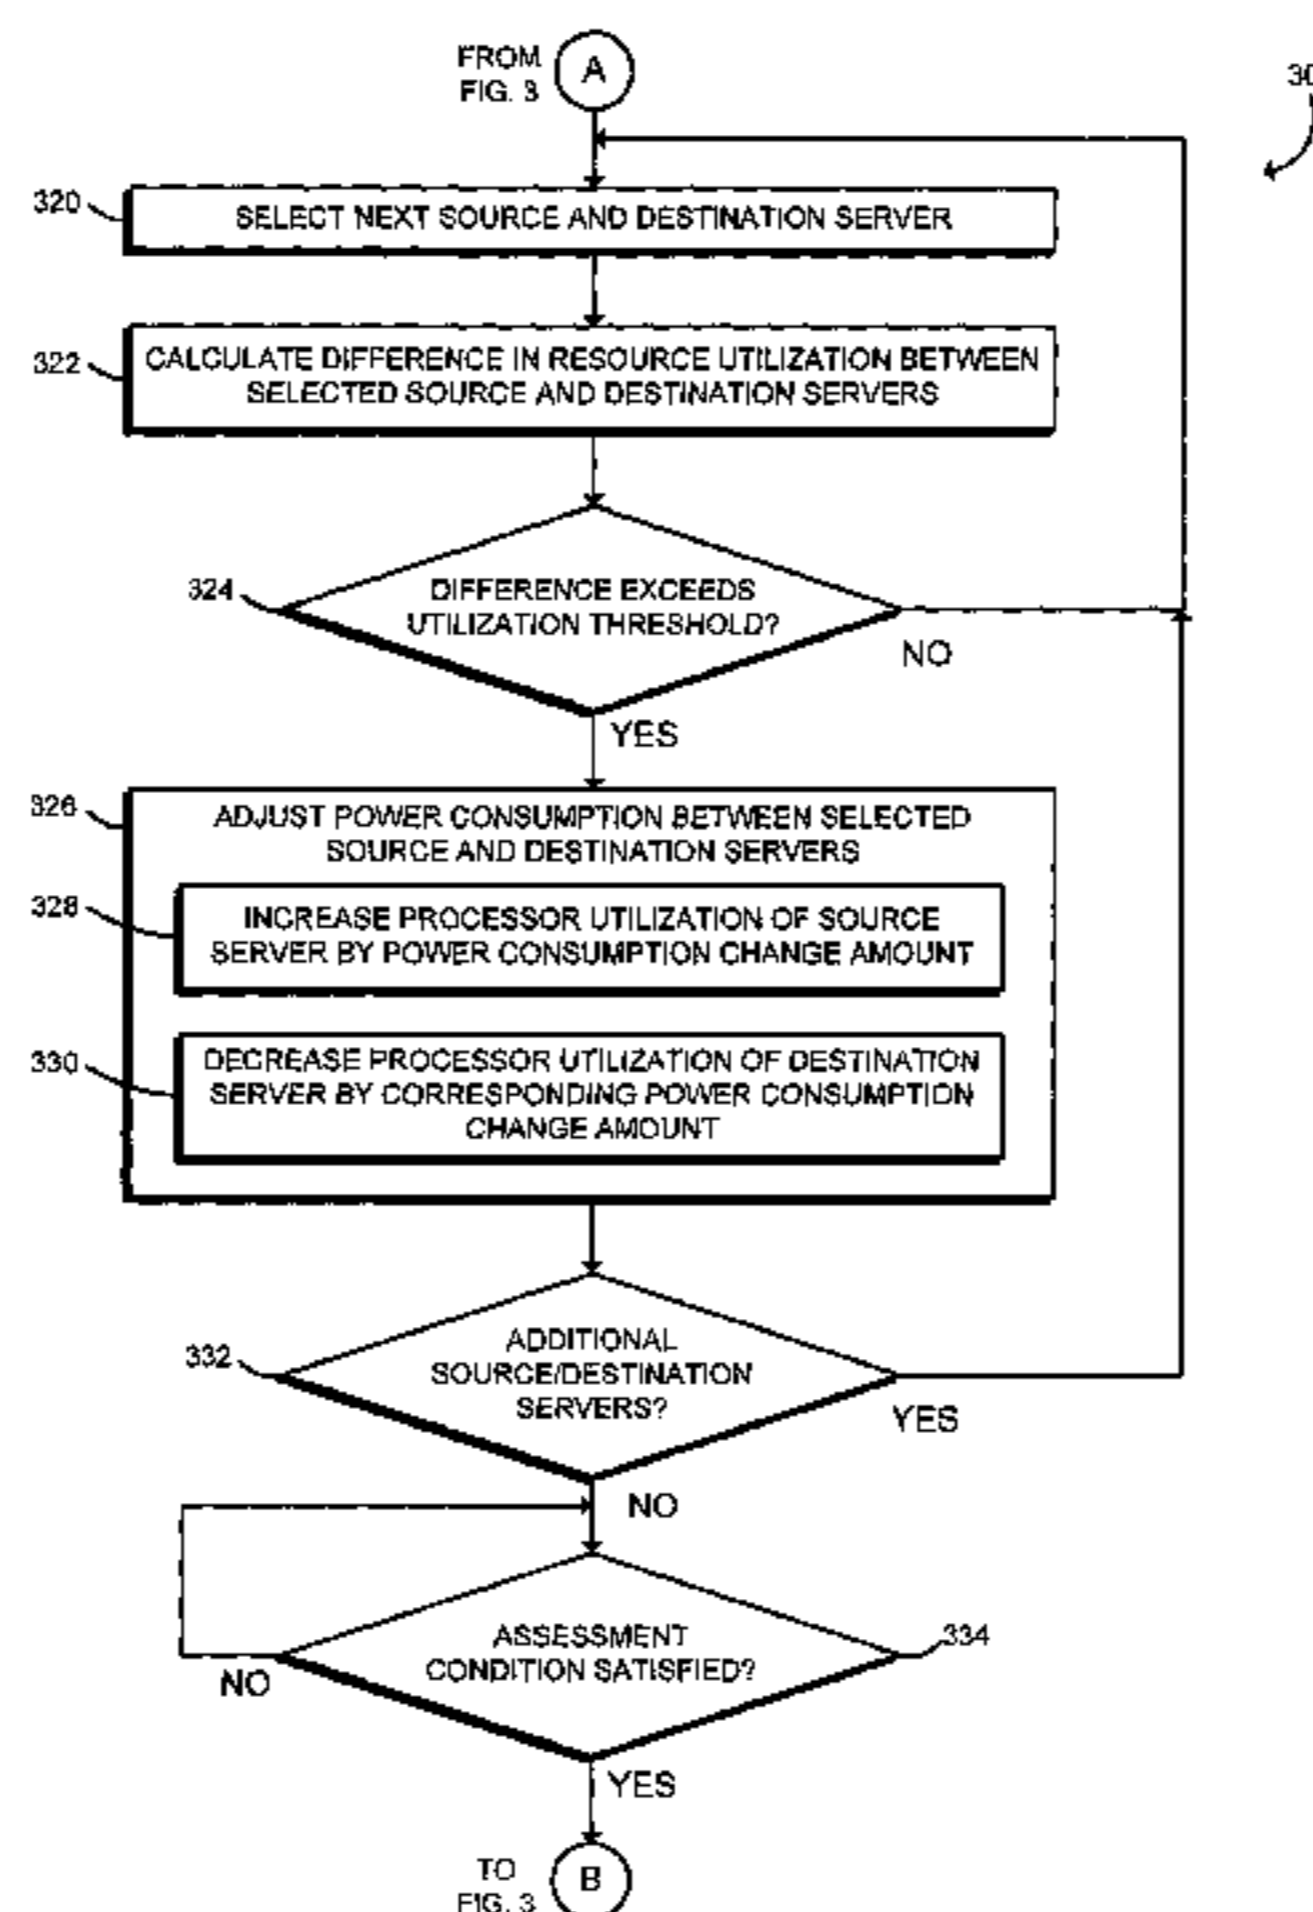 FROM
FIG. 3
A
30
320
SELECT NEXT SOURCE AND DESTINATION SERVER
322
CALCULATE DIFFERENCE IN RESOURCE UTILIZATION BETWEEN
SELECTED SOURCE AND DESTINATION SERVERS
324
DIFFERENCE EXCEEDS
UTILIZATION THRESHOLD?
NO
YES
326
ADJUST POWER CONSUMPTION BETWEEN SELECTED
SOURCE AND DESTINATION SERVERS
328
INCREASE PROCESSOR UTILIZATION OF SOURCE
SERVER BY POWER CONSUMPTION CHANGE AMOUNT
330
DECREASE PROCESSOR UTILIZATION OF DESTINATION
SERVER BY CORRESPONDING POWER CONSUMPTION
CHANGE AMOUNT
332
ADDITIONAL
SOURCE/DESTINATION
SERVERS?
YES
NO
334
ASSESSMENT
CONDITION SATISFIED?
NO
YES
TO
FIG. 3
B